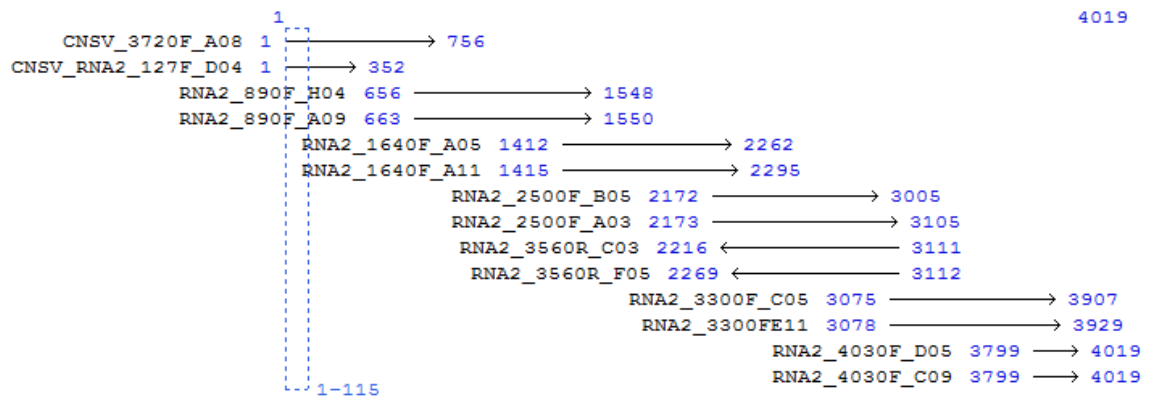 1 4019
CNSV_3720F_A08 1 756
CNSV_RNA2_127F_D04 1 352
RNA2_890F_H04 656 1548
RNA2_890F_A09 663 1550
RNA2_1640F_A05 1412 2262
RNA2_1640F_A11 1415 2295
RNA2_2500F_B05 2172 3005
RNA2_2500F_A03 2173 3105
RNA2_3560R_C03 2216 3111
RNA2_3560R_F05 2269 3112
RNA2_3300F_C05 3075 3907
RNA2_3300FE11 3078 3929
RNA2_4030F_D05 3799 4019
RNA2_4030F_C09 3799 4019
1-115